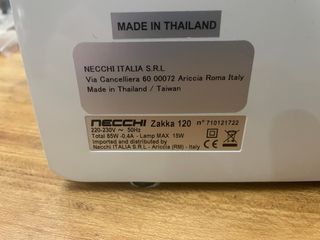 MADE IN THAILAND
NECCHI ITALIA S.R.L
Via Cancelliera 60 00072 Ariccia Roma Italy
Made in Thailand / Taiwan
NECCHI Zakka 120 n° 710121722
220-230V ~ 50Hz
Total 85W -0,4A - Lamp MAX 15W
Imported and distributed by:
Necchi ITALIA S.R.L - Ariccia (RM) - Italy